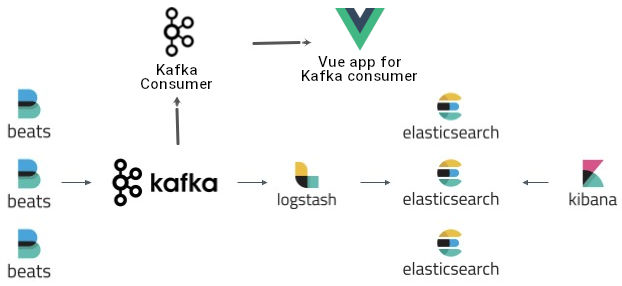 Kafka
Consumer
Vue app for
Kafka consumer
beats
elasticsearch
beats
kafka
logstash
elasticsearch
kibana
beats
elasticsearch